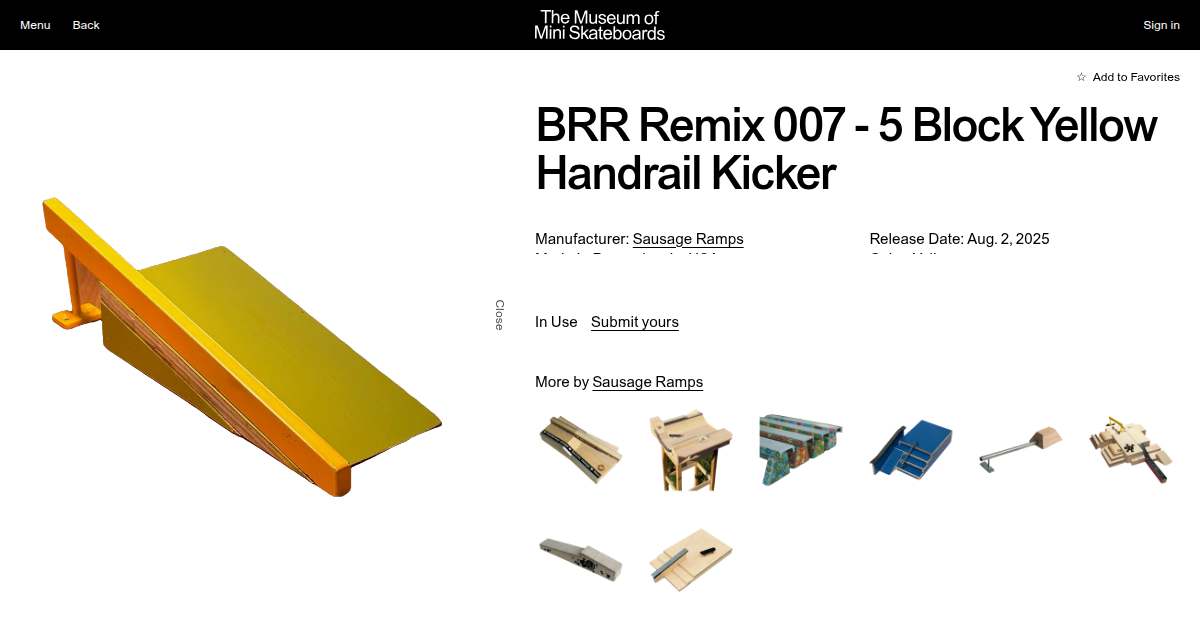 Menu
Back
The Museum of
Mini Skateboards
Sign in
☆ Add to Favorites
BRR Remix 007 - 5 Block Yellow
Handrail Kicker
Manufacturer: Sausage Ramps
Release Date: Aug. 2, 2025
Close
In Use
Submit yours
More by Sausage Ramps